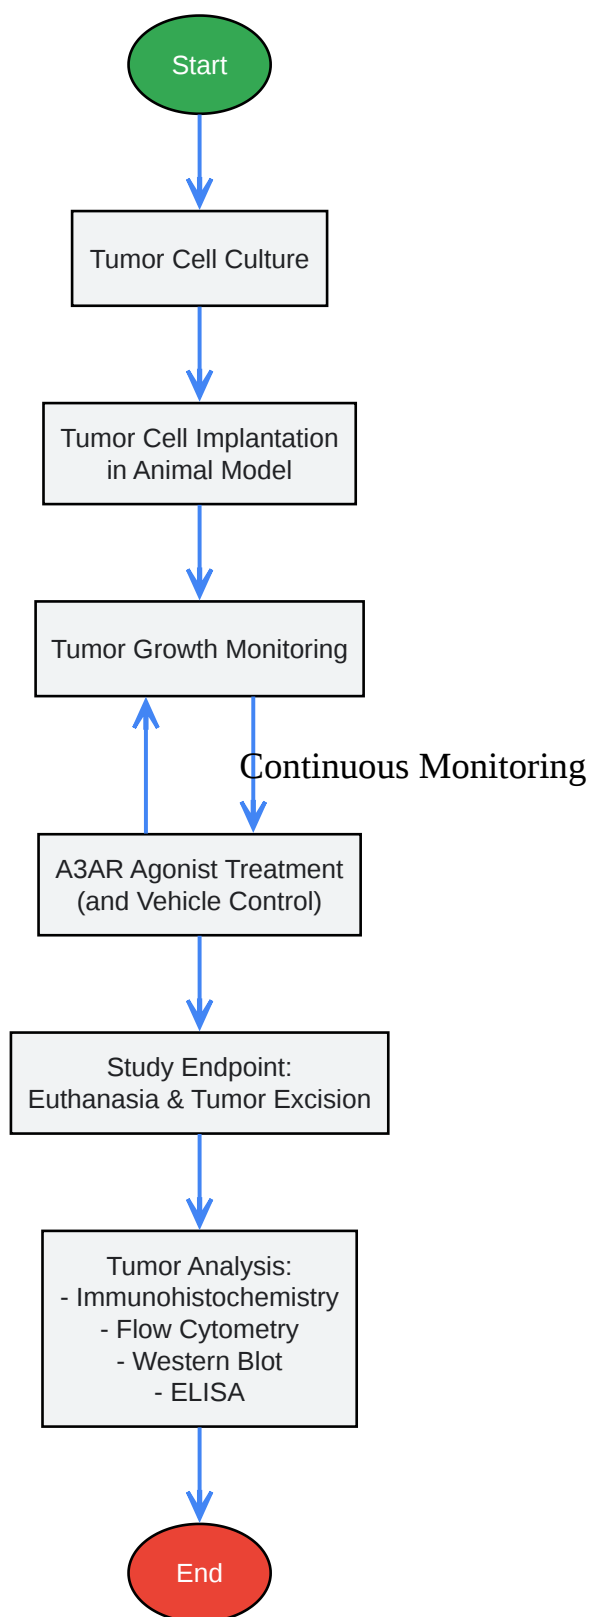 Start
Tumor Cell Culture
Tumor Cell Implantation
in Animal Model
Tumor Growth Monitoring
Continuous Monitoring
A3AR Agonist Treatment
(and Vehicle Control)
Study Endpoint:
Euthanasia & Tumor Excision
Tumor Analysis:
- Immunohistochemistry
- Flow Cytometry
- Western Blot
- ELISA
End